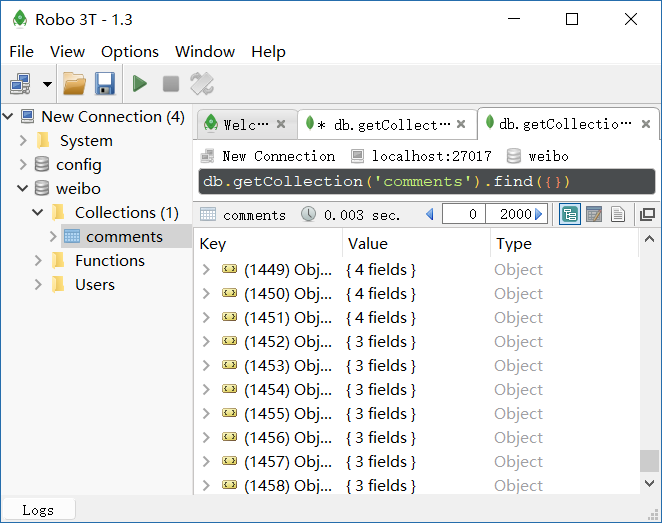 Robo 3T - 1.3
File View Options Window Help
New Connection (4)
System
config
weibo
Collections (1)
comments
Functions
Users
Welc… * db.getCollect… db.getCollectio…
New Connection localhost:27017 weibo
db.getCollection('comments').find({})
comments 0.003 sec. 0 2000
Key Value Type
(1449) Obj... { 4 fields } Object
(1450) Obj... { 4 fields } Object
(1451) Obj... { 4 fields } Object
(1452) Obj... { 3 fields } Object
(1453) Obj... { 3 fields } Object
(1454) Obj... { 3 fields } Object
(1455) Obj... { 3 fields } Object
(1456) Obj... { 3 fields } Object
(1457) Obj... { 3 fields } Object
(1458) Obj... { 3 fields } Object
Logs